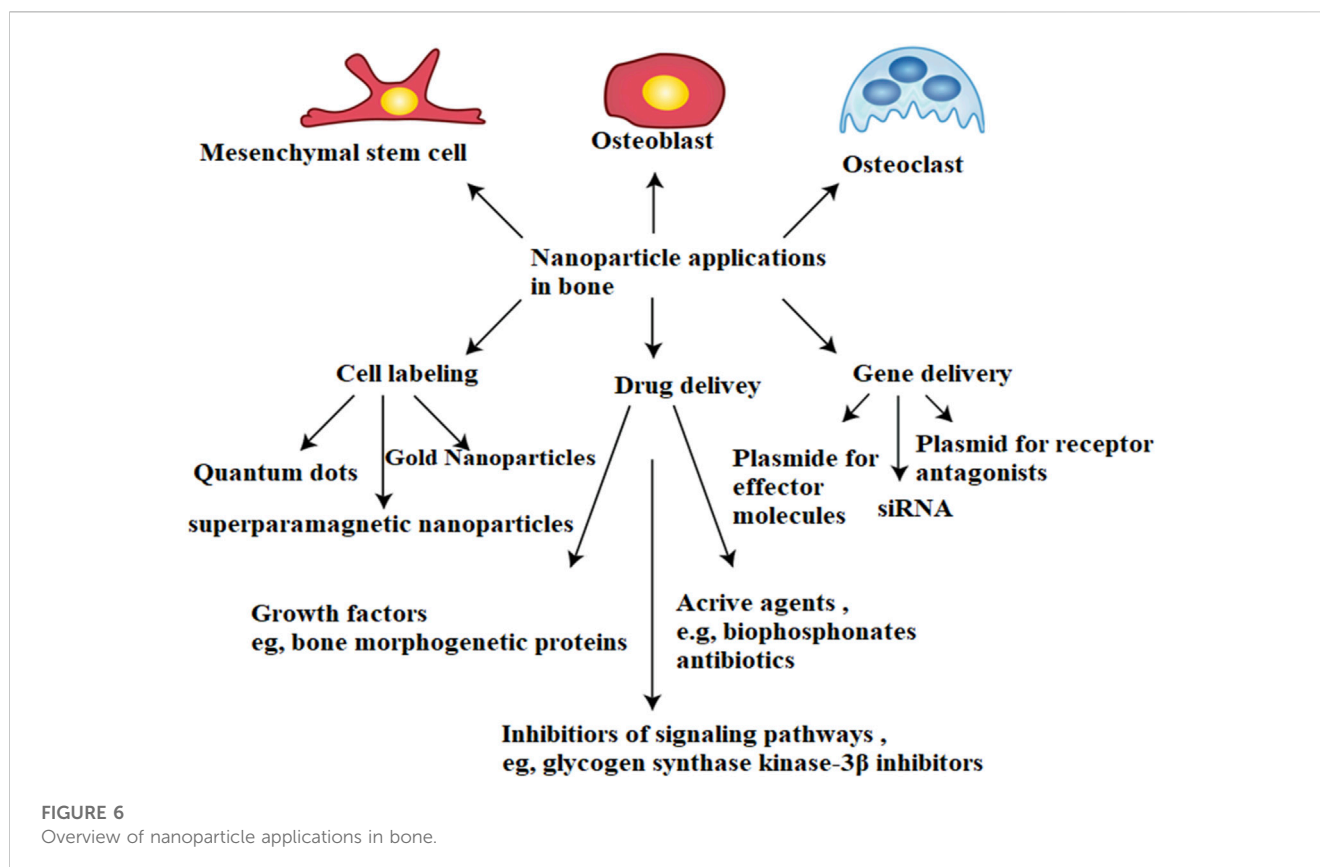 Mesenchymal stem cell
Osteoblast
Osteoclast
Nanoparticle applications
in bone
Cell labeling
Drug delivey
Gene delivery
Quantum dots
Gold Nanoparticles
superparamagnetic nanoparticles
Plasmide for
effector
molecules
siRNA
Plasmid for receptor
antagonists
Growth factors
eg, bone morphogenetic proteins
Acrive agents ,
e.g, biophosphonates
antibiotics
Inhibitiors of signaling pathways ,
eg, glycogen synthase kinase-3β inhibitors
FIGURE 6
Overview of nanoparticle applications in bone.